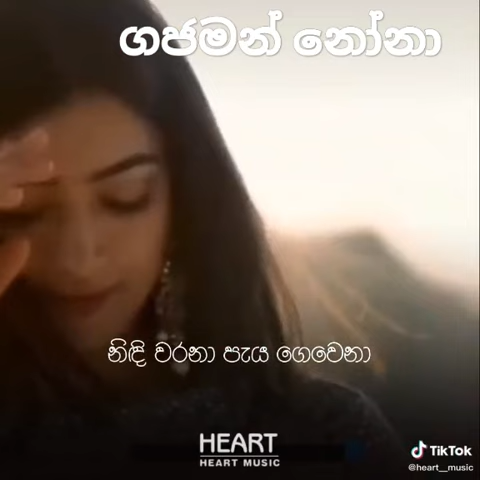 ගජමන් නෝනා
නිඳි වරනා පැය ගෙවෙනා
HEART
HEART MUSIC
TikTok
@heart__music